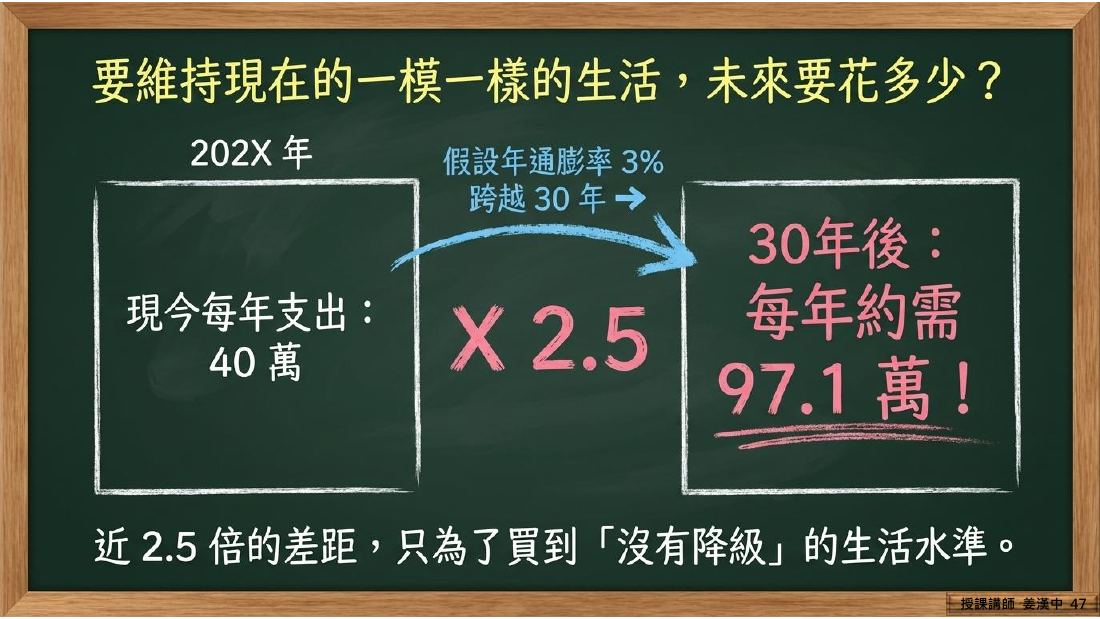 要維持現在的一模一樣的生活，未來要花多少？
202X 年
假設年通膨率 3%
跨越 30 年 ➔
現今每年支出：
40 萬
X 2.5
30年後：
每年約需
97.1 萬！
近 2.5 倍的差距，只為了買到「沒有降級」的生活水準。
授課講師 姜漢中 47